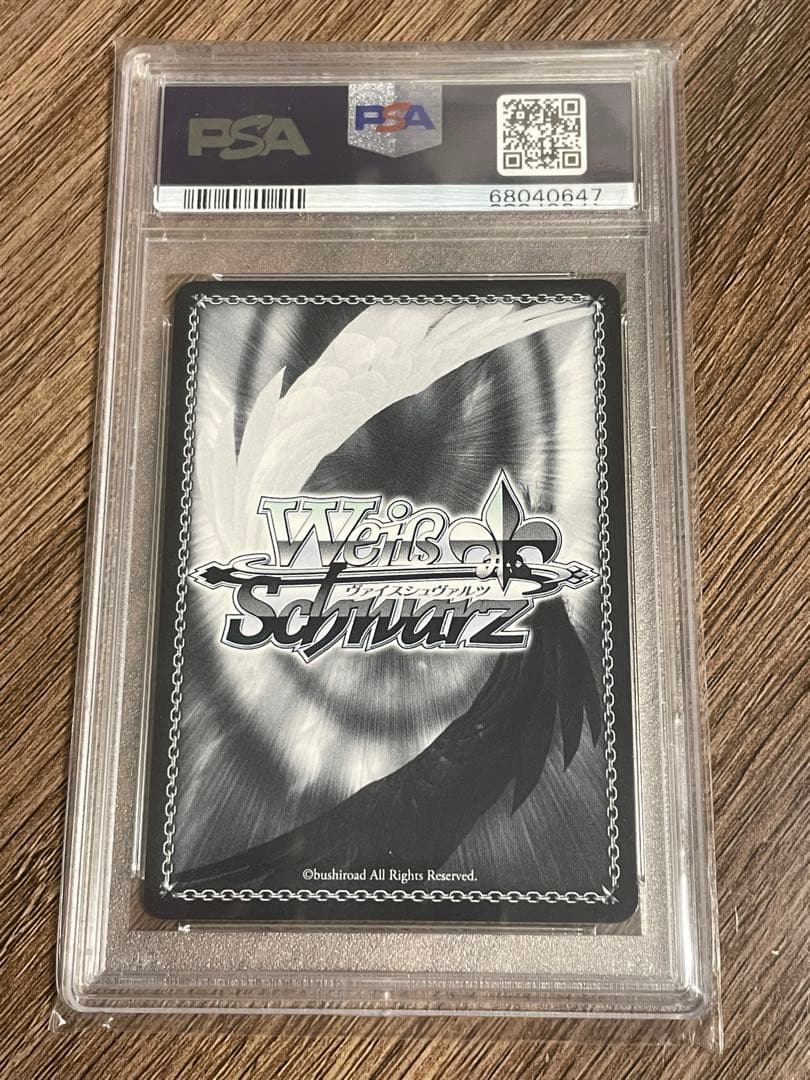 PSA
PSA
68040647
Weiß
ヴァイスシュヴァルツ
Schwarz
©bushiroad All Rights Reserved.